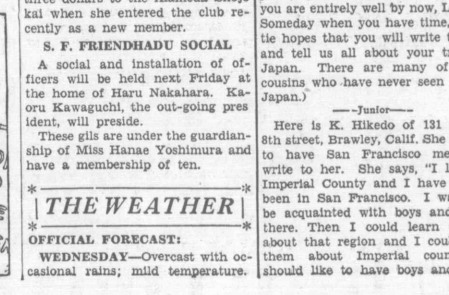 three donors to the
kai when she entered the club re-
cently as a new member.
S. F. FRIENDHADU SOCIAL
A social and installation of of-
ficers will be held next Friday at
the home of Haru Nakahara. Ka-
oru Kawaguchi, the out-going pres
ident, will preside.
These gils are under the guardian-
ship of Miss Hanae Yoshimura and
have a membership of ten.
THE WEATHER
OFFICIAL FORECAST:
WEDNESDAY—Overcast with oc-
casional rains; mild temperature.
you are entirely well by now, L
Someday when you have time,
tie hopes that you will write t
and tell us all about your t
Japan. There are many of
cousins who have never seen
Japan.)
—Junior—
Here is K. Hikedo of 131
8th street, Brawley, Calif. She
to have San Francisco me
write to her. She says, "I l
Imperial County and I have
been in San Francisco. I wa
be acquainted with boys and
there. Then I could learn
about that region and I cou
them about Imperial coun
should like to have boys and